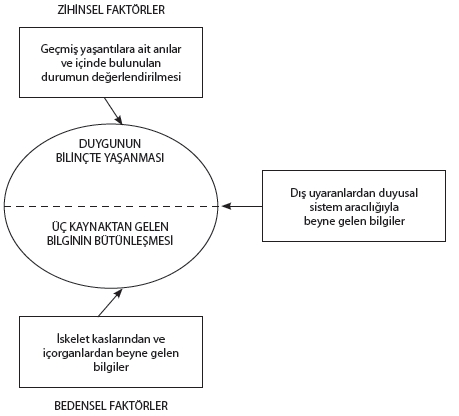 ZİHİNSEL FAKTÖRLER
Geçmiş yaşantılara ait anılar
ve içinde bulunulan
durumun değerlendirilmesi
DUYGUNUN
BİLİNÇTE YAŞANMASI
ÜÇ KAYNAKTAN GELEN
BİLGİNİN BÜTÜNLEŞMESİ
Dış uyaranlardan duyusal
sistem aracılığıyla
beyne gelen bilgiler
İskelet kaslarından ve
içorganlardan beyne gelen
bilgiler
BEDENSEL FAKTÖRLER